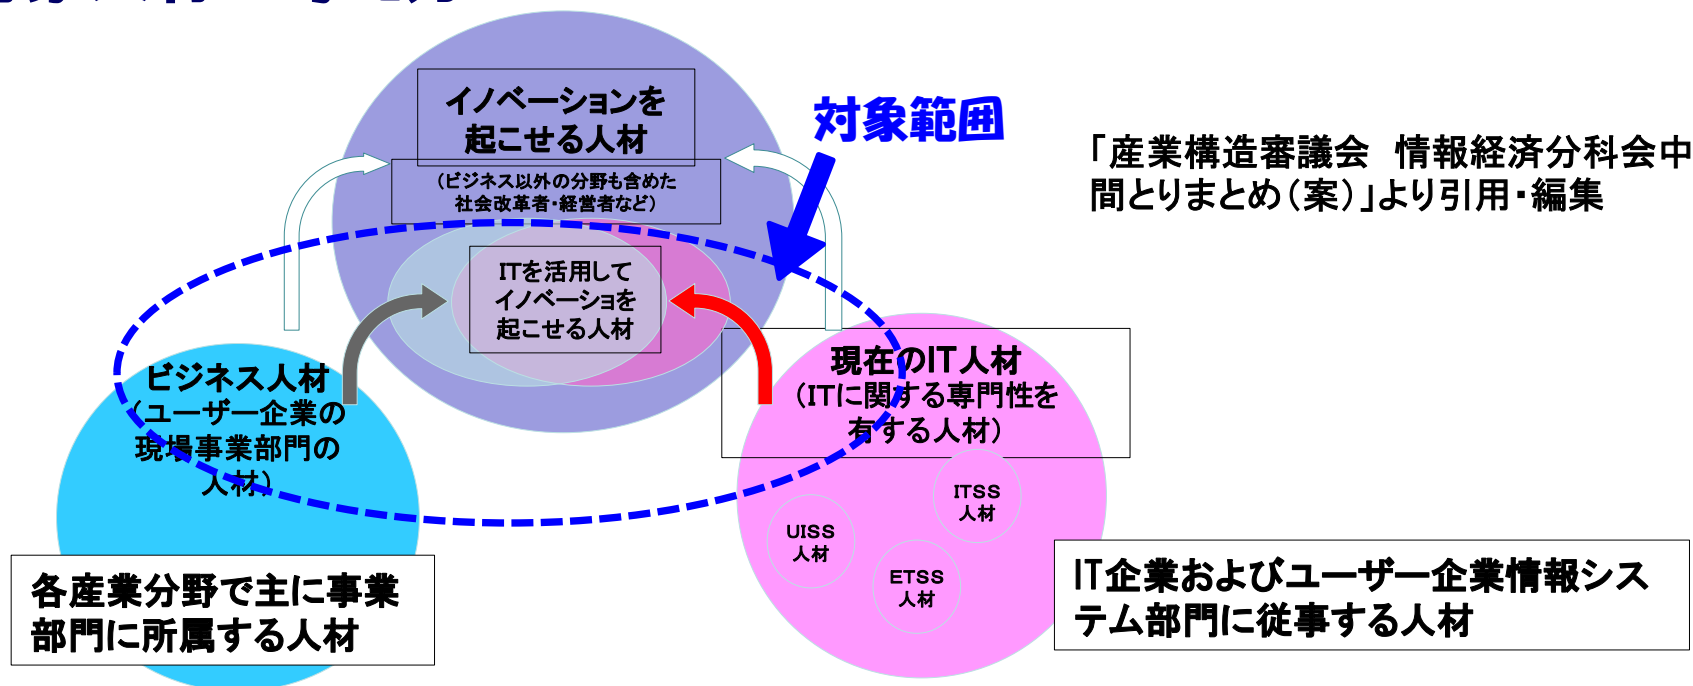 イノベーションを
起こせる人材
(ビジネス以外の分野も含めた
社会改革者・経営者など)
対象範囲
「産業構造審議会 情報経済分科会中
間とりまとめ(案)」より引用・編集
ITを活用して
イノベーショを
起こせる人材
ビジネス人材
(ユーザー企業の
現場事業部門の
人材)
現在のIT人材
(ITに関する専門性を
有する人材)
ITSS
人材
UISS
人材
ETSS
人材
各産業分野で主に事業
部門に所属する人材
IT企業およびユーザー企業情報シス
テム部門に従事する人材